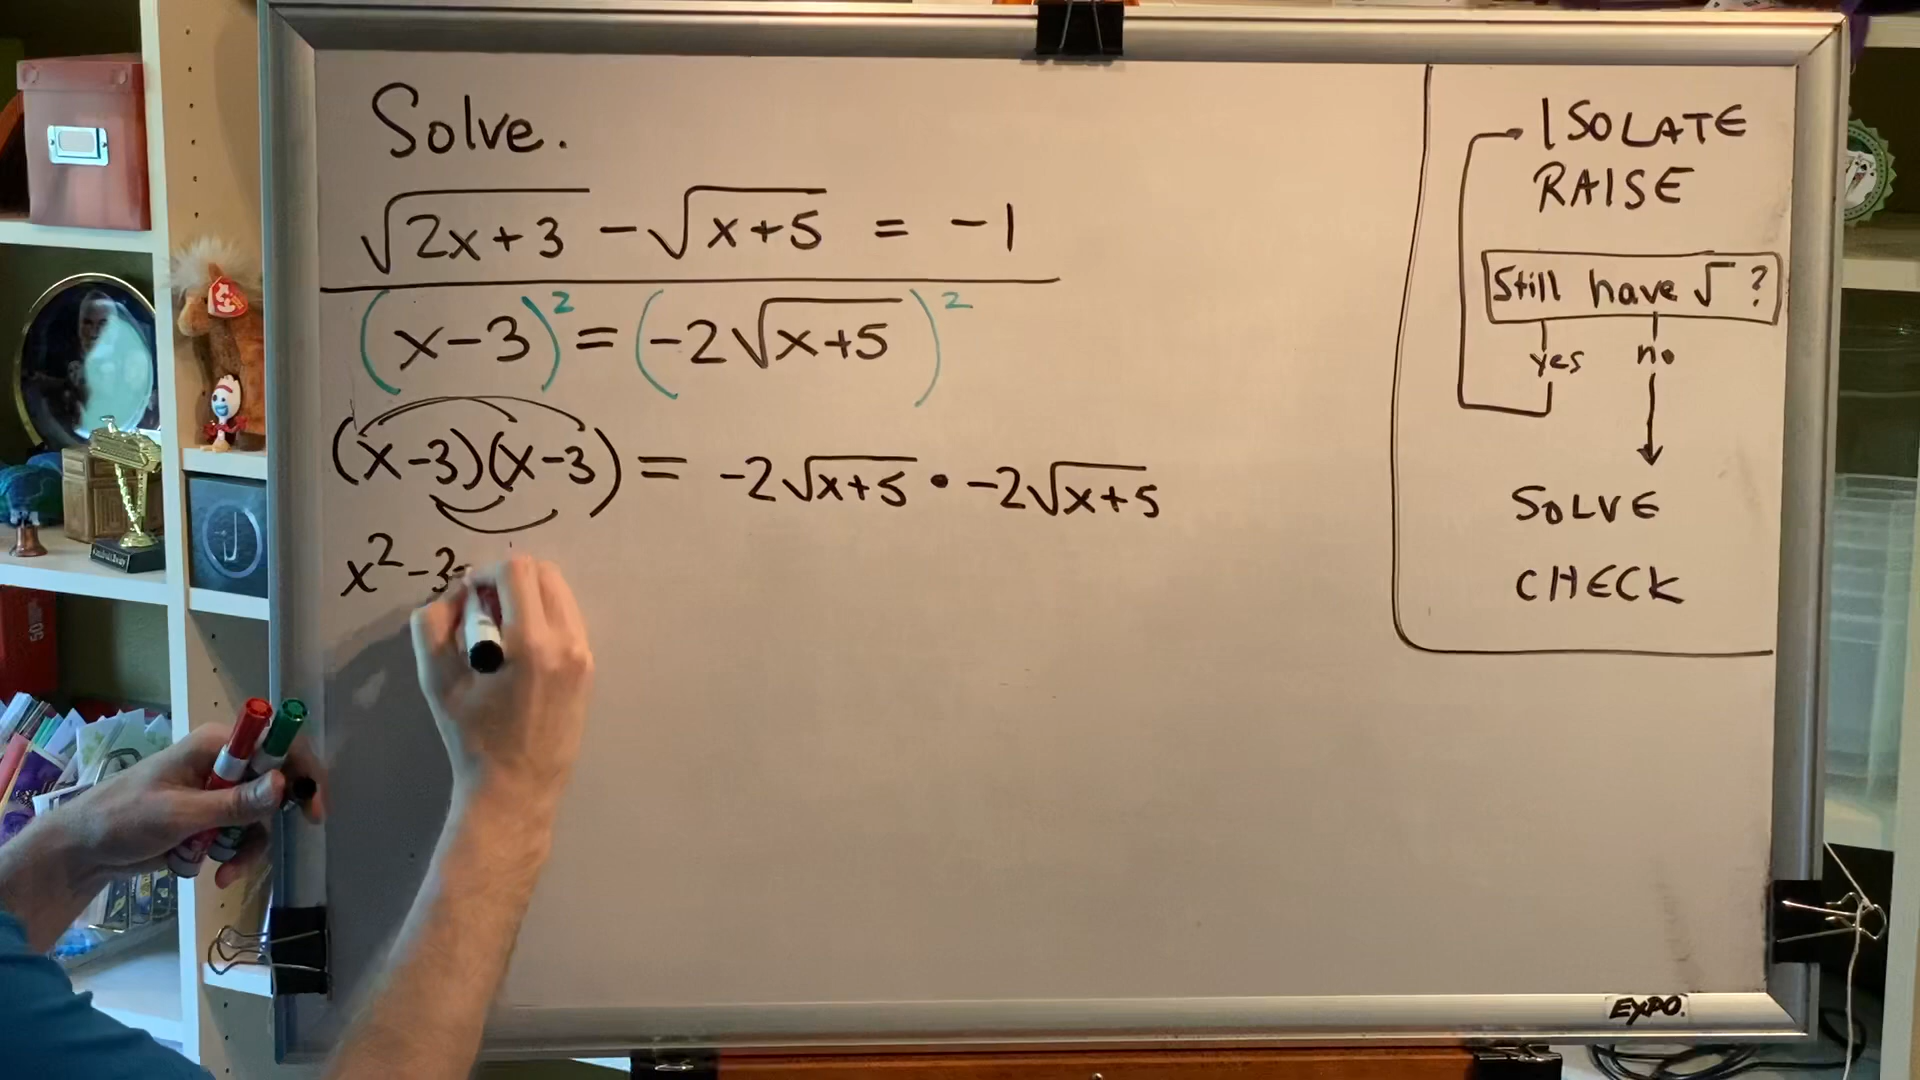 Solve.
√(2x+3) - √(x+5) = -1
(x-3)² = (-2√(x+5))²
(x-3)(x-3) = -2√(x+5) • -2√(x+5)
x² -3
ISOLATE
RAISE
Still have √ ?
yes no
SOLVE
CHECK
EXPO.